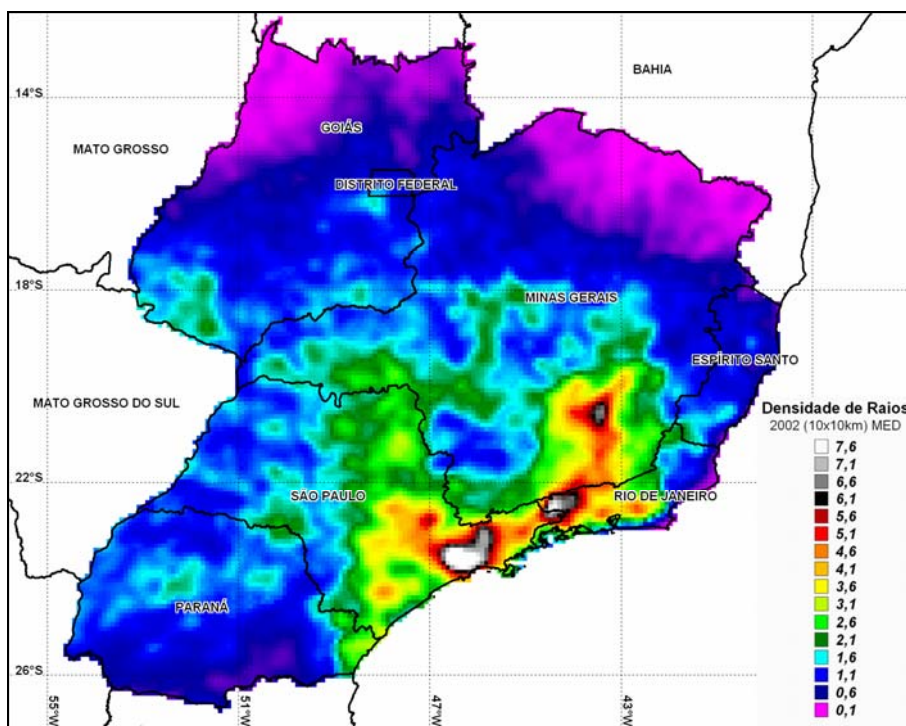 BAHIA
14°S
GOIÁS
MATO GROSSO
DISTRITO FEDERAL
18°S
MINAS GERAIS
ESPÍRITO SANTO
MATO GROSSO DO SUL
Densidade de Raios
2002 (10x10km) MED
7,6
7,1
6,6
6,1
5,6
5,1
4,6
4,1
3,6
3,1
2,6
2,1
1,6
1,1
0,6
0,1
22°S
SÃO PAULO
RIO DE JANEIRO
PARANÁ
26°S
55°W
51°W
47°W
43°W